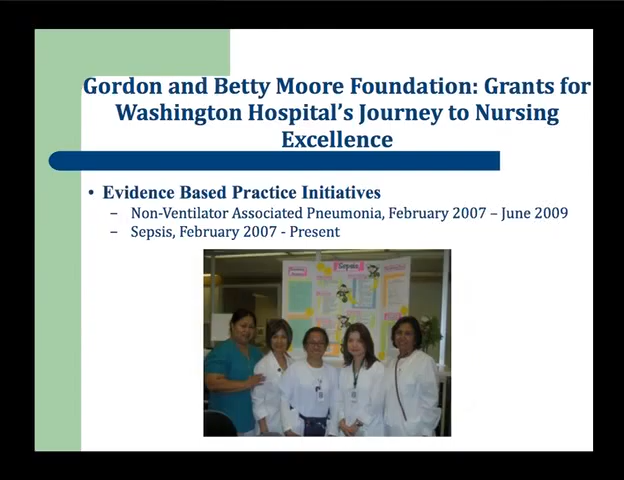 Gordon and Betty Moore Foundation: Grants for
Washington Hospital's Journey to Nursing
Excellence
• Evidence Based Practice Initiatives
– Non-Ventilator Associated Pneumonia, February 2007 – June 2009
– Sepsis, February 2007 - Present
Sepsis